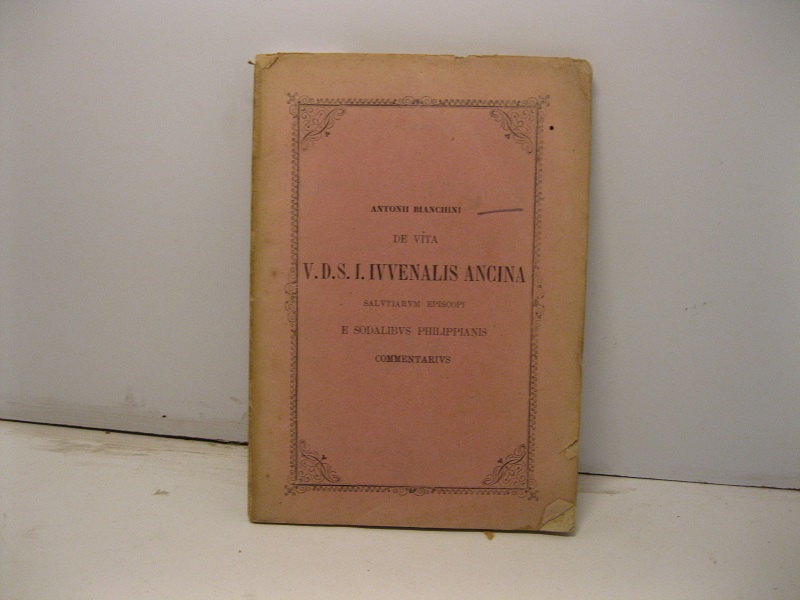 ANTONII BIANCHINI
DE VITA
V. D. S. I. IVVENALIS ANCINA
SALVTIARVM EPISCOPI
E SODALIBVS PHILIPPIANIS
COMMENTARIVS